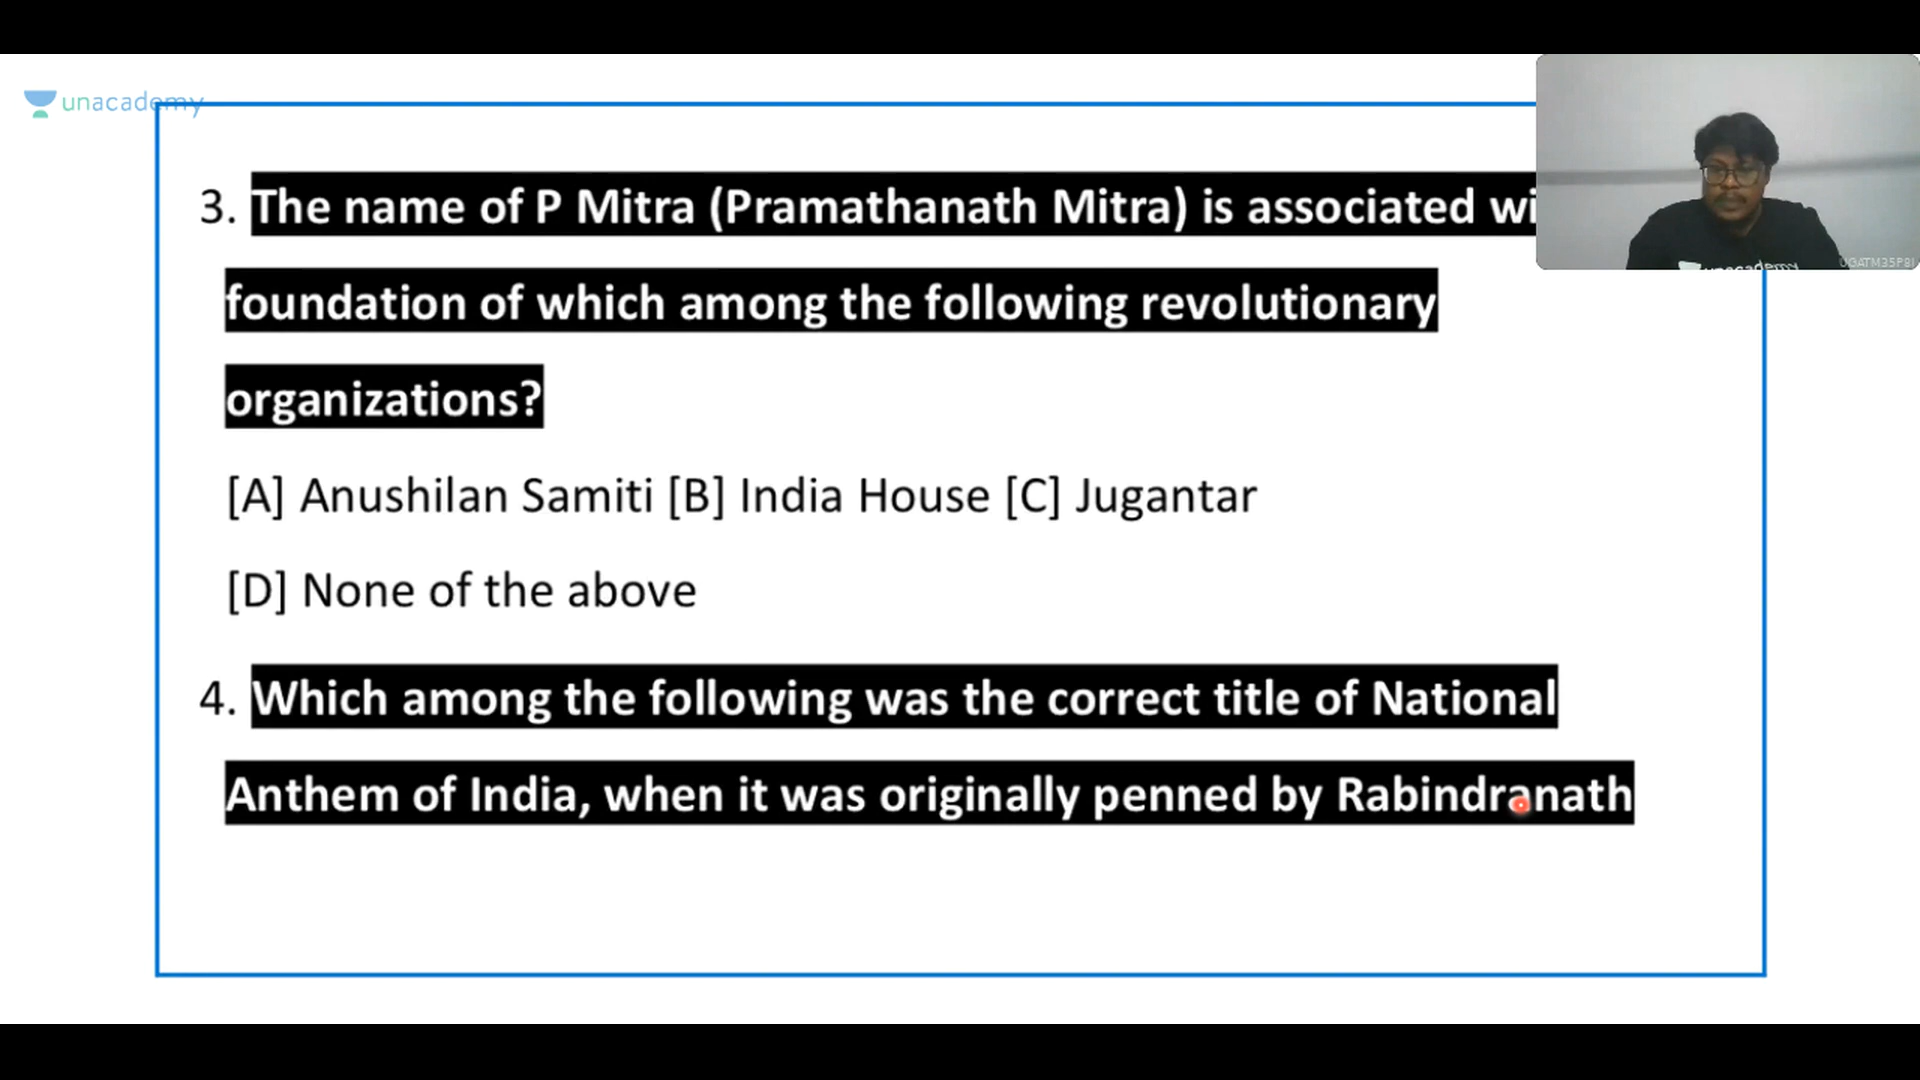 unacademy
3. The name of P Mitra (Pramathanath Mitra) is associated wi
foundation of which among the following revolutionary
organizations?
[A] Anushilan Samiti [B] India House [C] Jugantar
[D] None of the above
4. Which among the following was the correct title of National
Anthem of India, when it was originally penned by Rabindranath
unacademy
UGATM35P8I